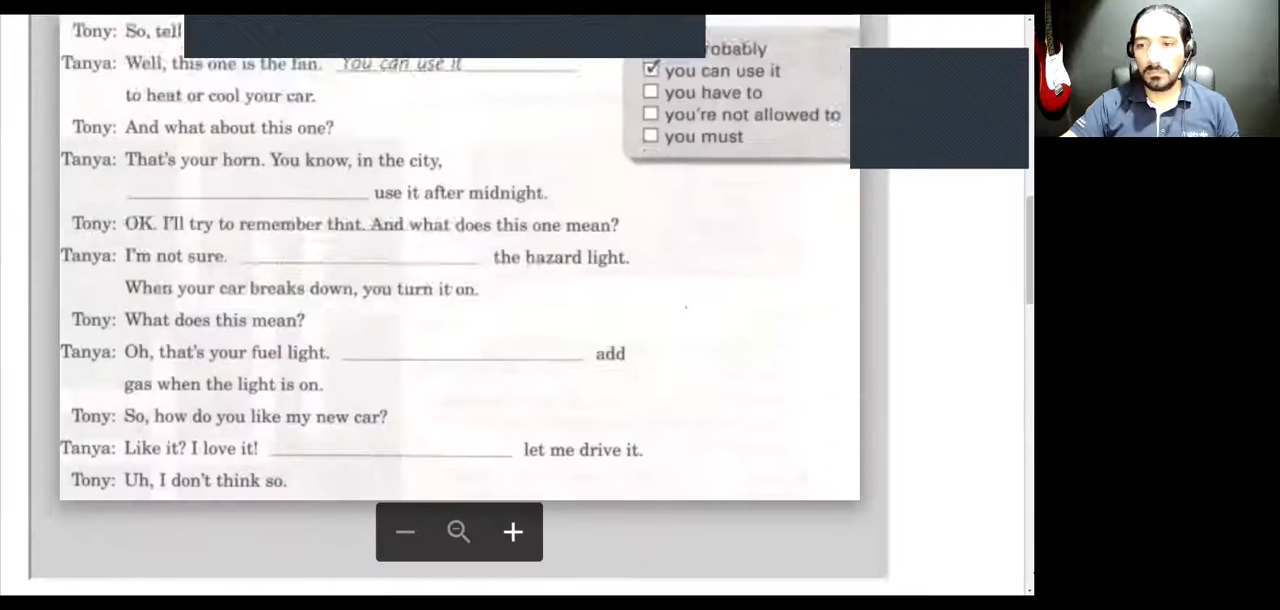 Tony: So, tell
Tanya: Well, this one is the fan. You can use it
to heat or cool your car.
Tony: And what about this one?
Tanya: That's your horn. You know, in the city,
use it after midnight.
Tony: OK. I'll try to remember that. And what does this one mean?
Tanya: I'm not sure. the hazard light.
When your car breaks down, you turn it on.
Tony: What does this mean?
Tanya: Oh, that's your fuel light. add
gas when the light is on.
Tony: So, how do you like my new car?
Tanya: Like it? I love it! let me drive it.
Tony: Uh, I don't think so.
you can use it
you have to
you're not allowed to
you must